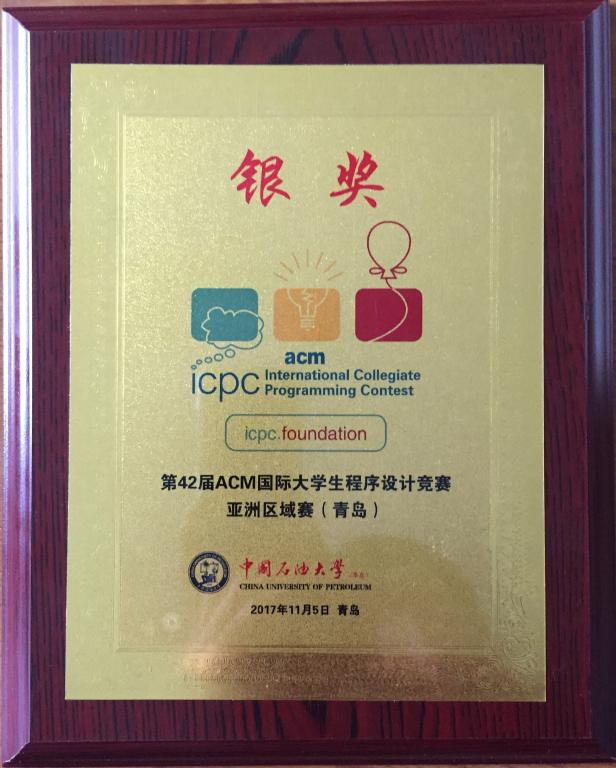 银 奖
acm
icpc International Collegiate
Programming Contest
icpc.foundation
第42届ACM国际大学生程序设计竞赛
亚洲区域赛（青岛）
中国石油大学
CHINA UNIVERSITY OF PETROLEUM
2017年11月5日 青岛